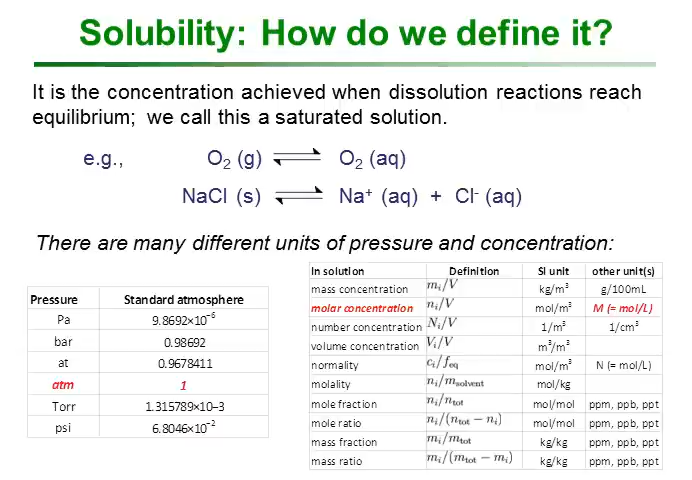 Solubility: How do we define it?
It is the concentration achieved when dissolution reactions reach
equilibrium; we call this a saturated solution.
e.g., O₂ (g) ⇌ O₂ (aq)
NaCl (s) ⇌ Na⁺ (aq) + Cl⁻ (aq)
There are many different units of pressure and concentration:
Pressure Standard atmosphere
Pa 9.8692×10⁻⁶
bar 0.98692
at 0.9678411
atm 1
Torr 1.315789×10–3
psi 6.8046×10⁻²
In solution Definition SI unit other unit(s)
mass concentration mᵢ/V kg/m³ g/100mL
molar concentration nᵢ/V mol/m³ M (= mol/L)
number concentration Nᵢ/V 1/m³ 1/cm³
volume concentration Vᵢ/V m³/m³
normality cᵢ/f_eq mol/m³ N (= mol/L)
molality nᵢ/m_solvent mol/kg
mole fraction nᵢ/n_tot mol/mol ppm, ppb, ppt
mole ratio nᵢ/(n_tot − nᵢ) mol/mol ppm, ppb, ppt
mass fraction mᵢ/m_tot kg/kg ppm, ppb, ppt
mass ratio mᵢ/(m_tot − mᵢ) kg/kg ppm, ppb, ppt